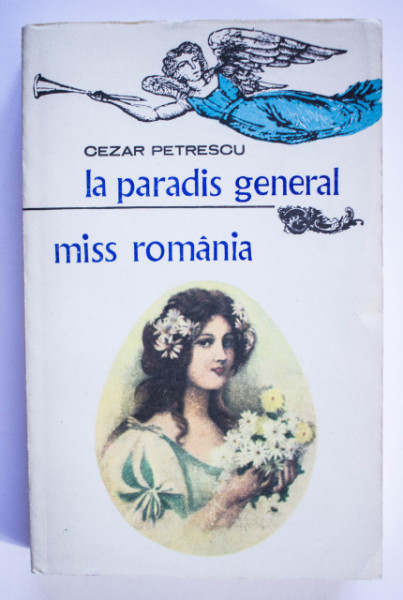 CEZAR PETRESCU
la paradis general
miss românia